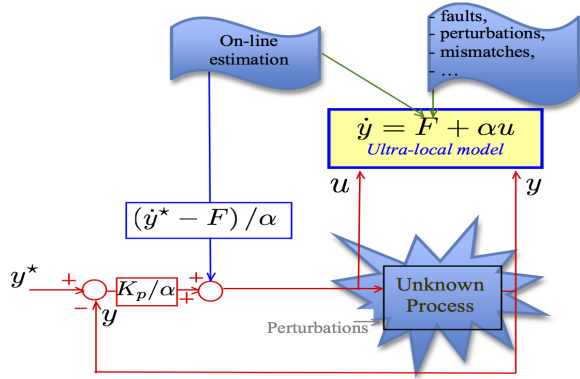 On-line
estimation
- faults,
- perturbations,
- mismatches,
- ...
ẏ = F + αu
Ultra-local model
u
y
(ẏ* − F) /α
y*
+
−
y
K_p/α
+
+
Unknown
Process
Perturbations